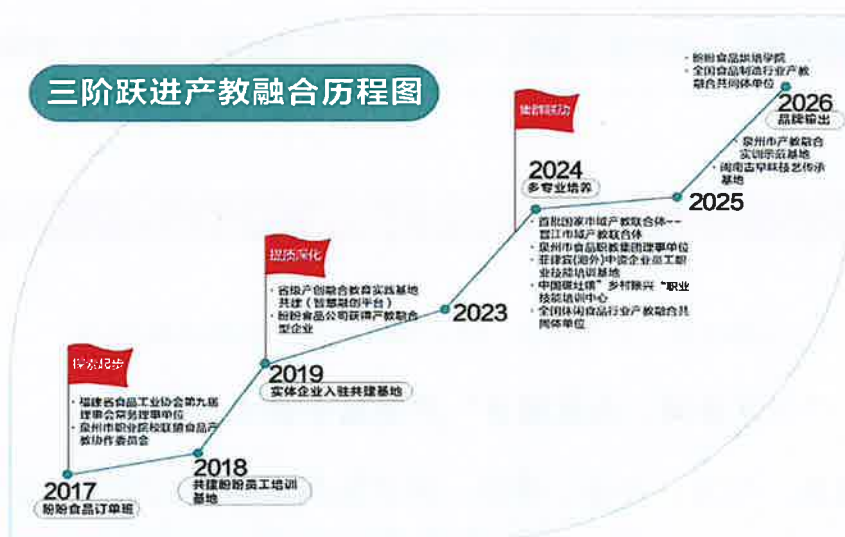 三阶跃进产教融合历程图
探索起步
· 福建省食品工业协会第九届
理事会常务理事单位
· 泉州市职业院校联盟食品产
教协作委员会
2017
盼盼食品订单班
2018
共建盼盼员工培训
基地
提质深化
· 省级产创融合教育实践基地
共建(智慧融创平台)
· 盼盼食品公司获得产教融合
型企业
2019
实体企业入驻共建基地
2023
2024
多专业培养
· 首批国家市域产教联合体--
晋江市域产教联合体
· 泉州市食品职教集团理事单位
· 菲律宾(海外)中资企业员工职
业技能培训基地
· 中国碳灶镇”乡村振兴“职业
技能培训中心
· 全国休闲食品行业产教融合共
同体单位
2025
· 泉州市产教融合
实训示范基地
· 闽南古早味技艺传承
基地
· 盼盼食品烘培学院
· 全国食品制造行业产教
融合共同体单位
2026
品牌输出